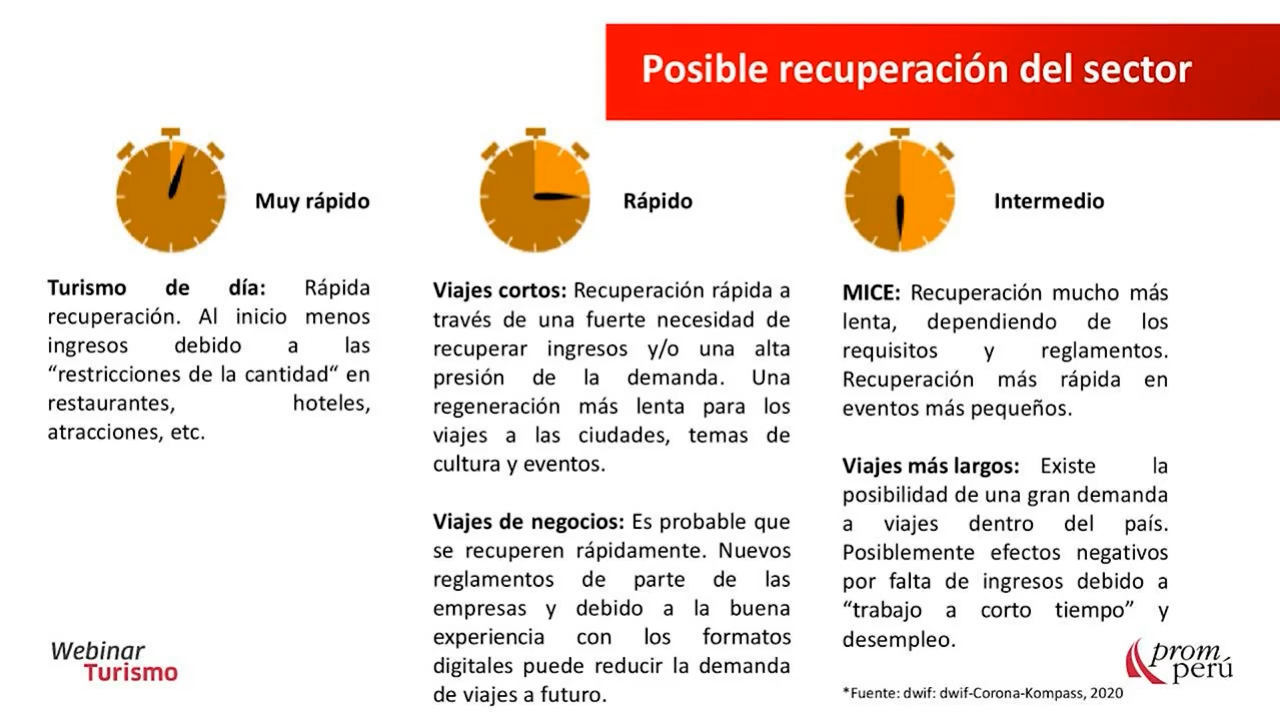 Posible recuperación del sector
Muy rápido
Turismo de día: Rápida
recuperación. Al inicio menos
ingresos debido a las
“restricciones de la cantidad“ en
restaurantes, hoteles,
atracciones, etc.
Rápido
Viajes cortos: Recuperación rápida a
través de una fuerte necesidad de
recuperar ingresos y/o una alta
presión de la demanda. Una
regeneración más lenta para los
viajes a las ciudades, temas de
cultura y eventos.
Viajes de negocios: Es probable que
se recuperen rápidamente. Nuevos
reglamentos de parte de las
empresas y debido a la buena
experiencia con los formatos
digitales puede reducir la demanda
de viajes a futuro.
Intermedio
MICE: Recuperación mucho más
lenta, dependiendo de los
requisitos y reglamentos.
Recuperación más rápida en
eventos más pequeños.
Viajes más largos: Existe la
posibilidad de una gran demanda
a viajes dentro del país.
Posiblemente efectos negativos
por falta de ingresos debido a
“trabajo a corto tiempo” y
desempleo.
Webinar
Turismo
prom
perú
*Fuente: dwif: dwif-Corona-Kompass, 2020